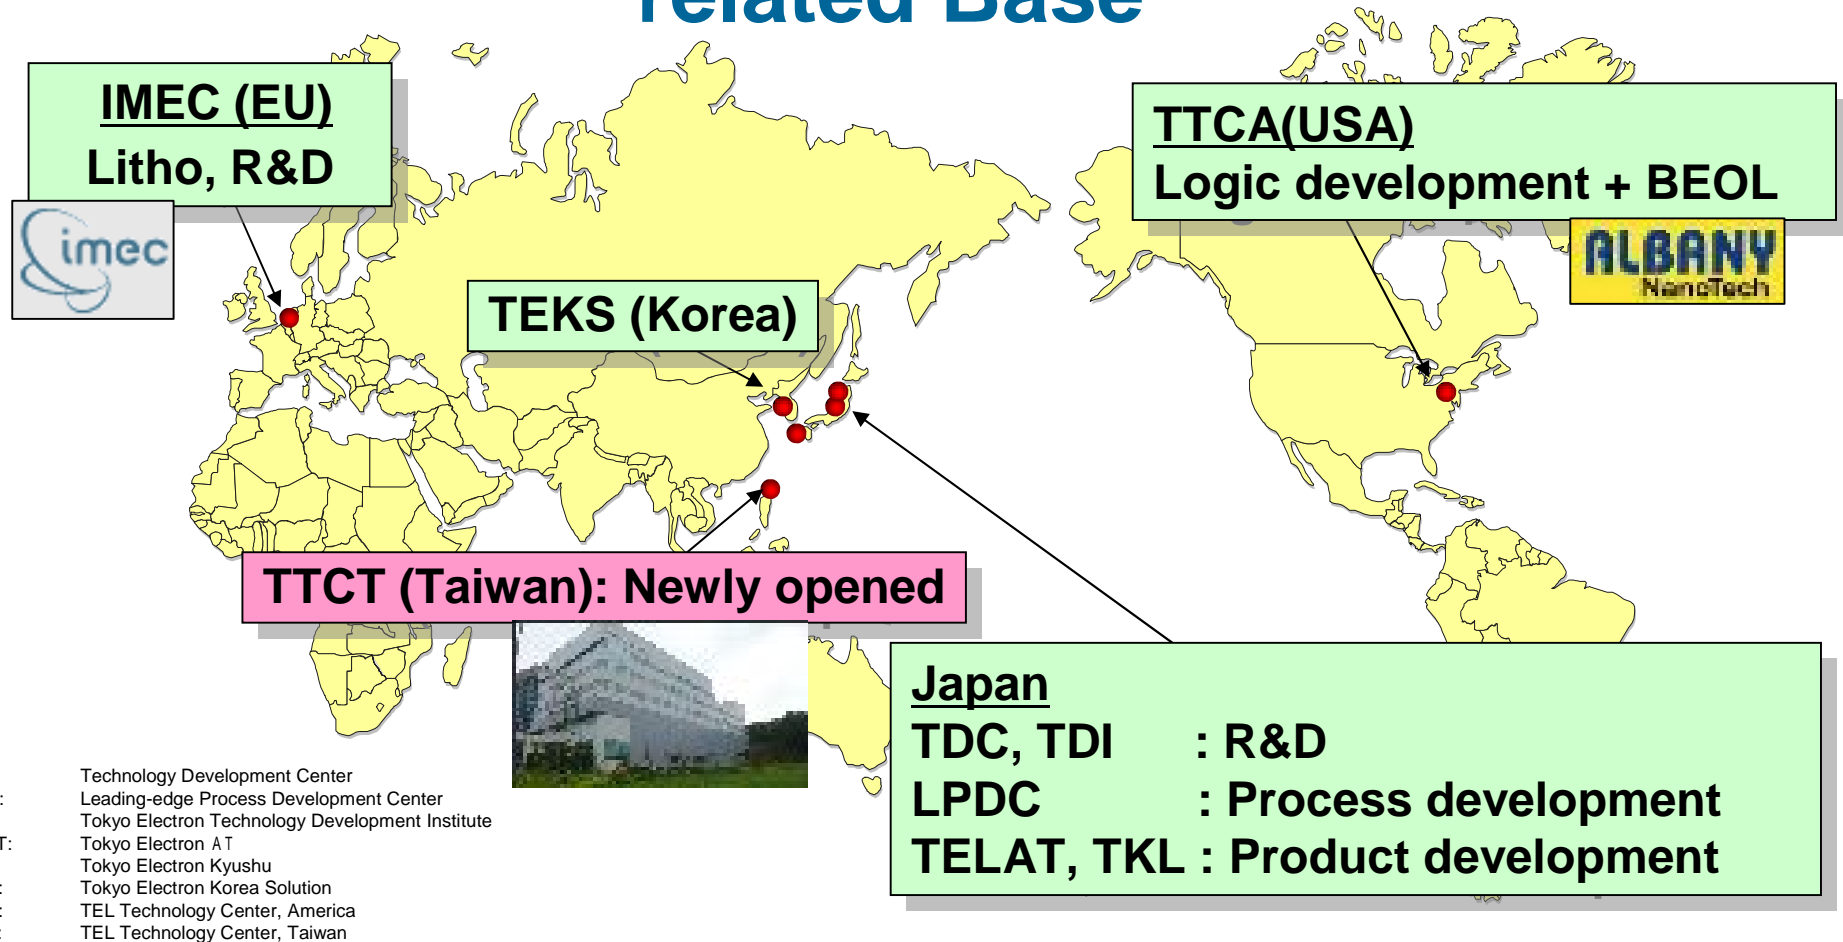 related Base
IMEC (EU)
Litho, R&D
imec
TTCA(USA)
Logic development + BEOL
ALBANY
NanoTech
TEKS (Korea)
TTCT (Taiwan): Newly opened
Japan
TDC, TDI : R&D
LPDC : Process development
TELAT, TKL : Product development
Technology Development Center
: Leading-edge Process Development Center
Tokyo Electron Technology Development Institute
T: Tokyo Electron AT
Tokyo Electron Kyushu
: Tokyo Electron Korea Solution
: TEL Technology Center, America
: TEL Technology Center, Taiwan